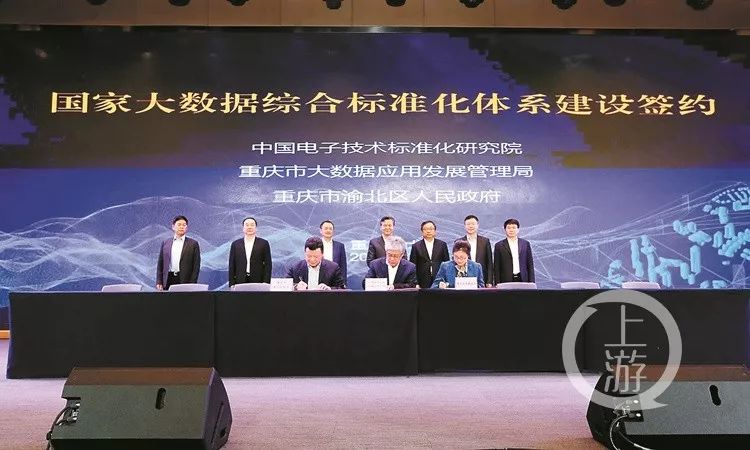 国家大数据综合标准化体系建设签约
中国电子技术标准化研究院
重庆市大数据应用发展管理局
重庆市渝北区人民政府
重
20
上游